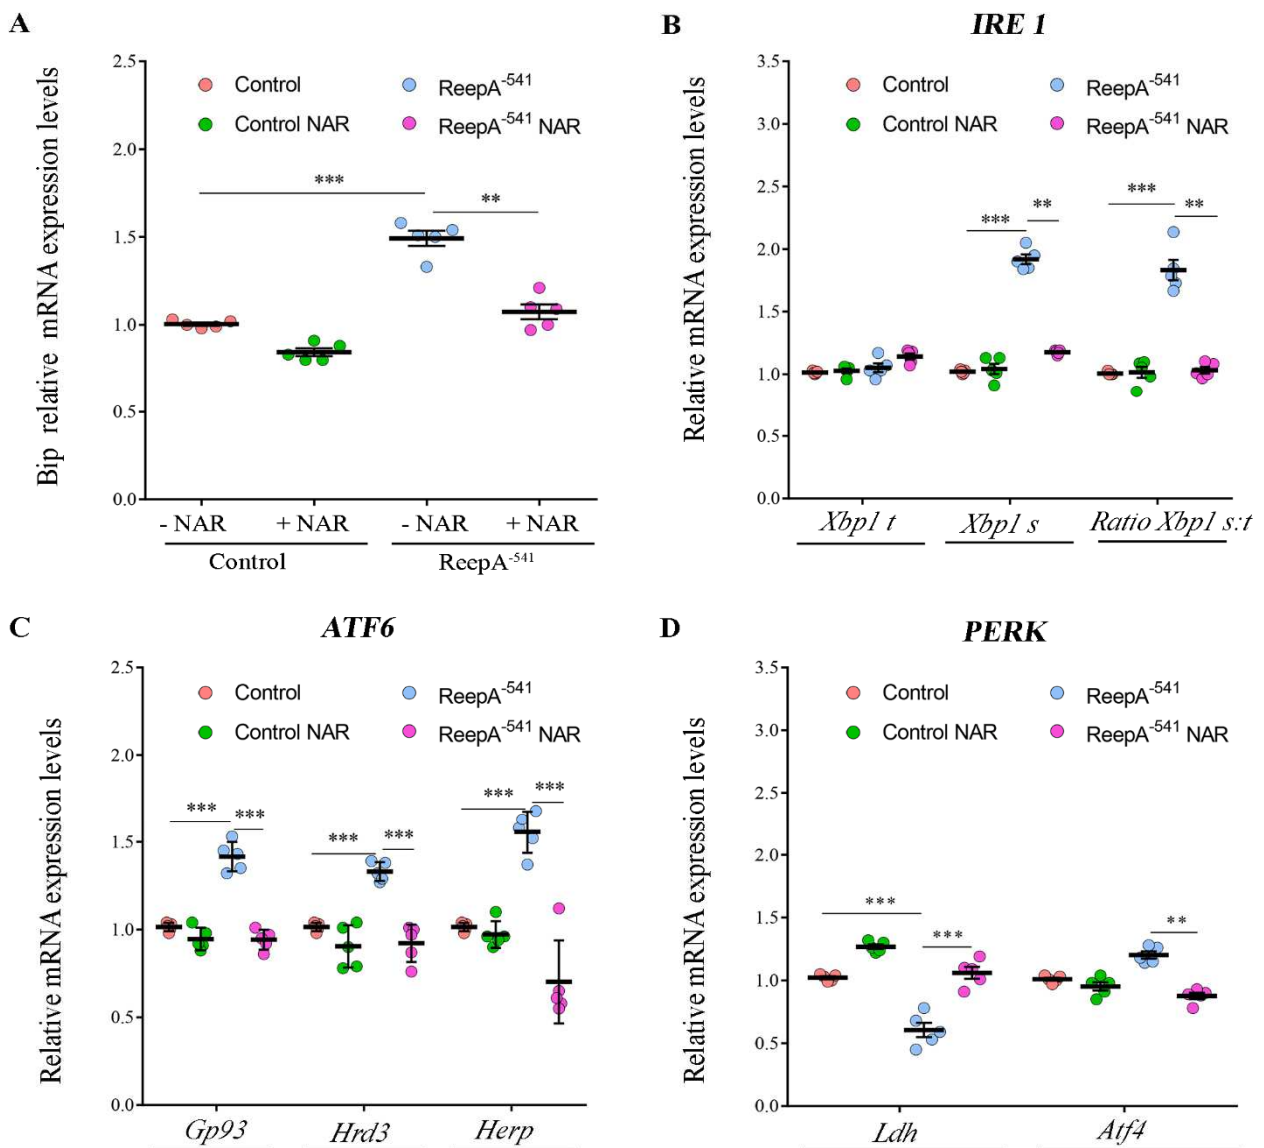 A
Bip relative mRNA expression levels
2.5
2.0
1.5
1.0
0.5
0.0
Control
Control NAR
ReepA-541
ReepA-541 NAR
***
**
- NAR
+ NAR
- NAR
+ NAR
Control
ReepA-541
B
IRE 1
Relative mRNA expression levels
3.5
3.0
2.5
2.0
1.5
1.0
0.5
0.0
Control
Control NAR
ReepA-541
ReepA-541 NAR
***
**
***
**
Xbp1 t
Xbp1 s
Ratio Xbp1 s:t
C
ATF6
Relative mRNA expression levels
2.5
2.0
1.5
1.0
0.5
0.0
Control
Control NAR
ReepA-541
ReepA-541 NAR
***
***
***
***
***
***
Gp93
Hrd3
Herp
D
PERK
Relative mRNA expression levels
3.5
3.0
2.5
2.0
1.5
1.0
0.5
0.0
Control
Control NAR
ReepA-541
ReepA-541 NAR
***
***
**
Ldh
Atf4